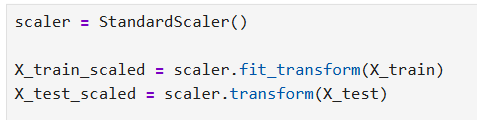 scaler = StandardScaler()
X_train_scaled = scaler.fit_transform(X_train)
X_test_scaled = scaler.transform(X_test)